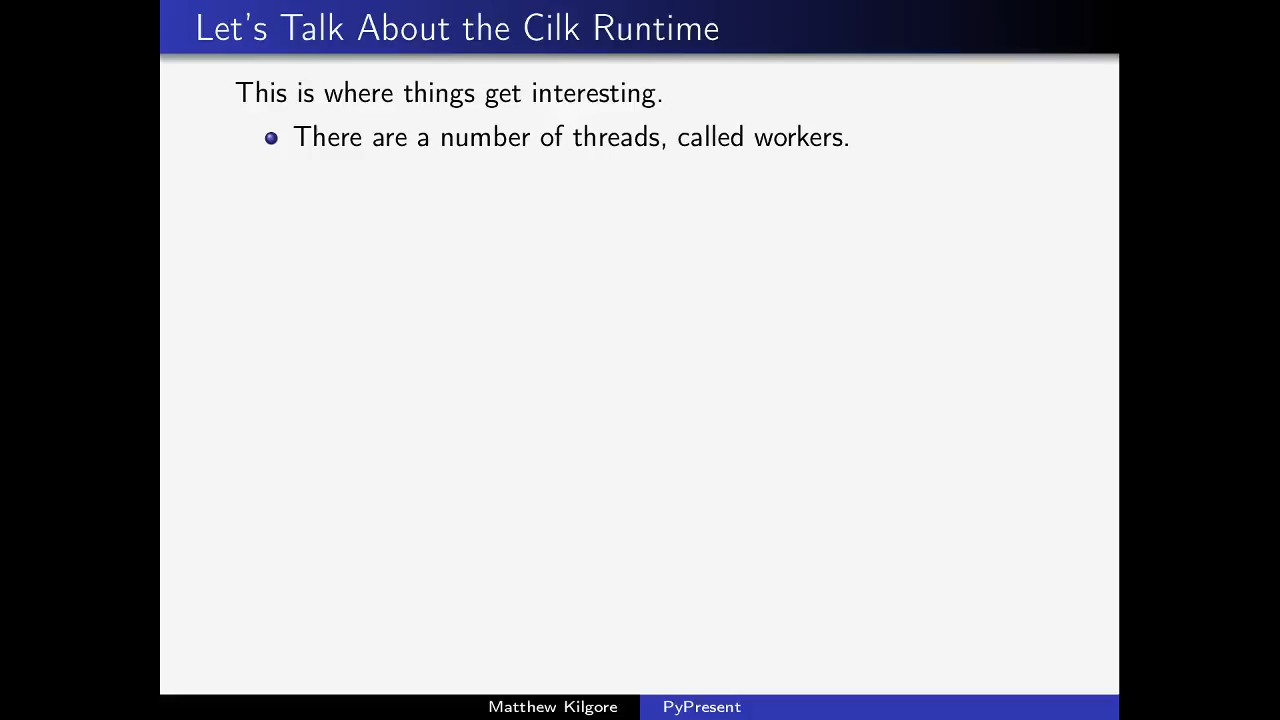 Let's Talk About the Cilk Runtime
This is where things get interesting.
There are a number of threads, called workers.
Matthew Kilgore PyPresent